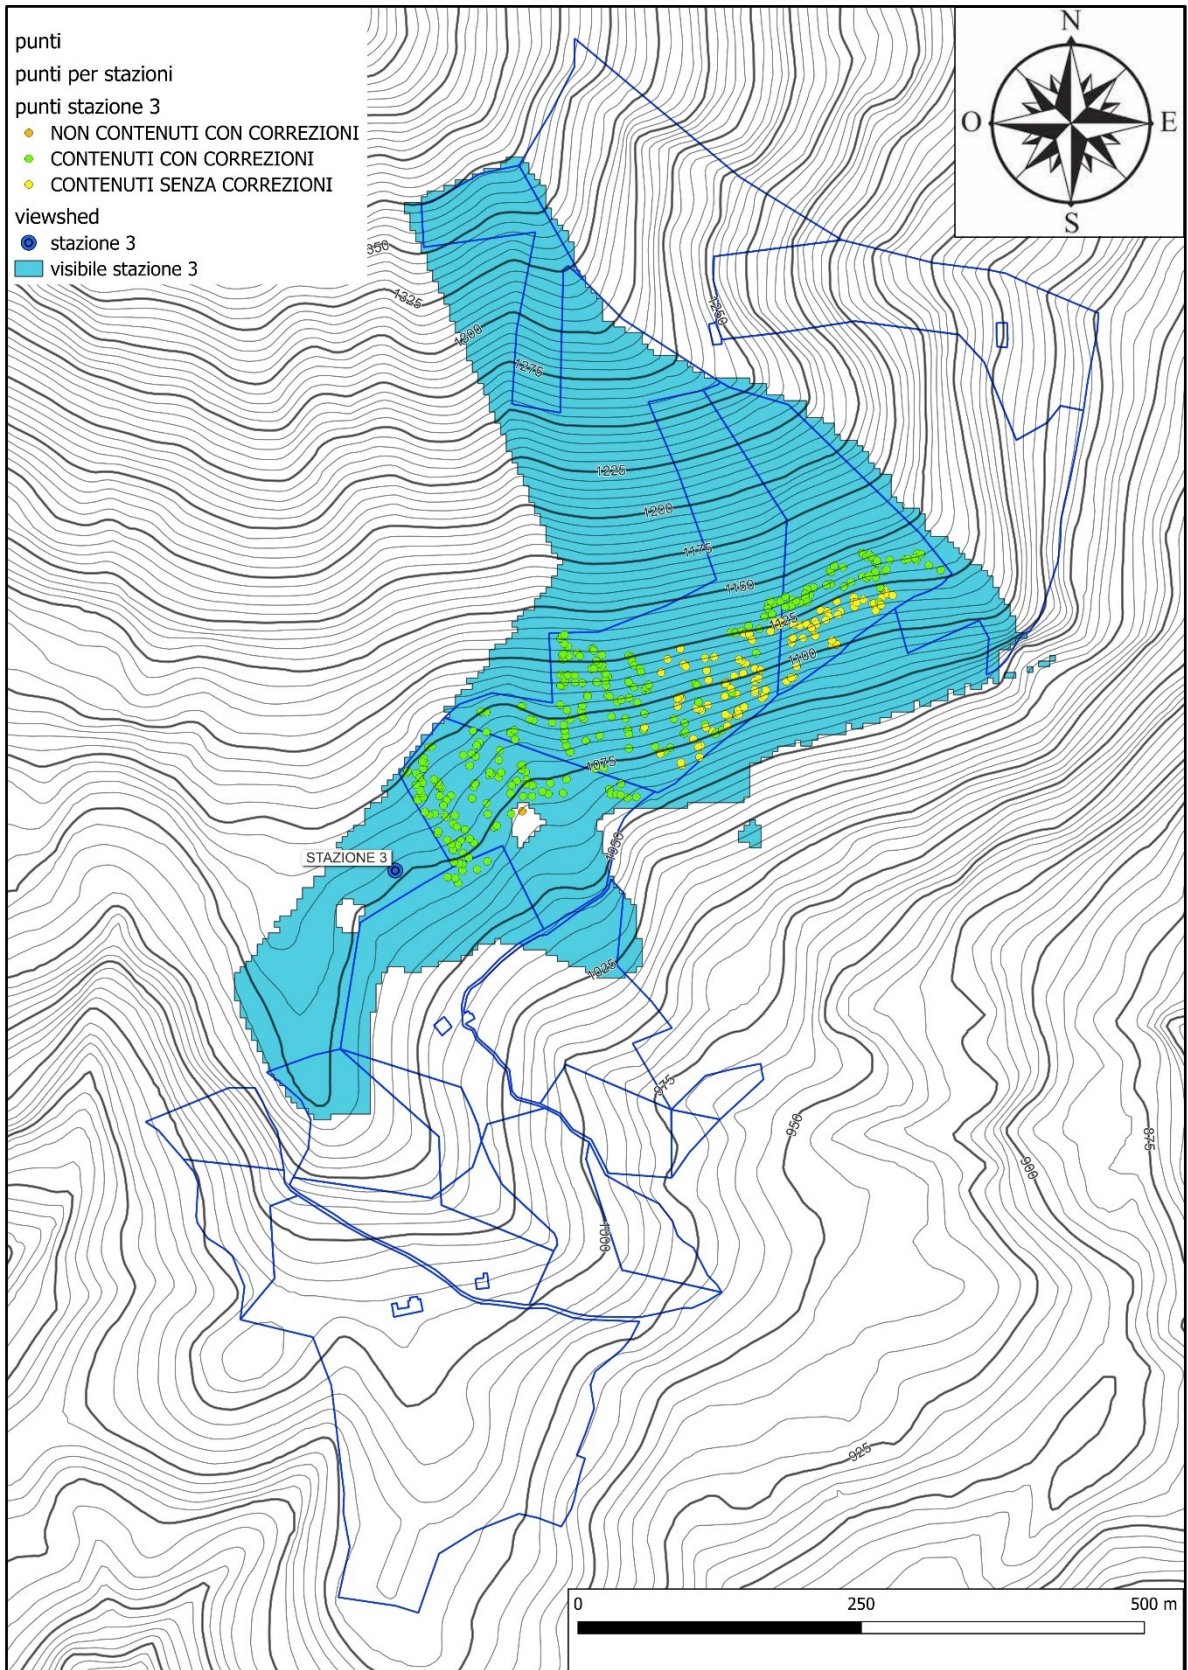 punti
punti per stazioni
punti stazione 3
NON CONTENUTI CON CORREZIONI
CONTENUTI CON CORREZIONI
CONTENUTI SENZA CORREZIONI
viewshed
stazione 3
visibile stazione 3
N
O
E
S
350
1325
1300
1275
1250
1225
1200
1175
1150
1125
1100
1075
STAZIONE 3
1050
1025
975
950
900
875
1000
925
0
250
500 m